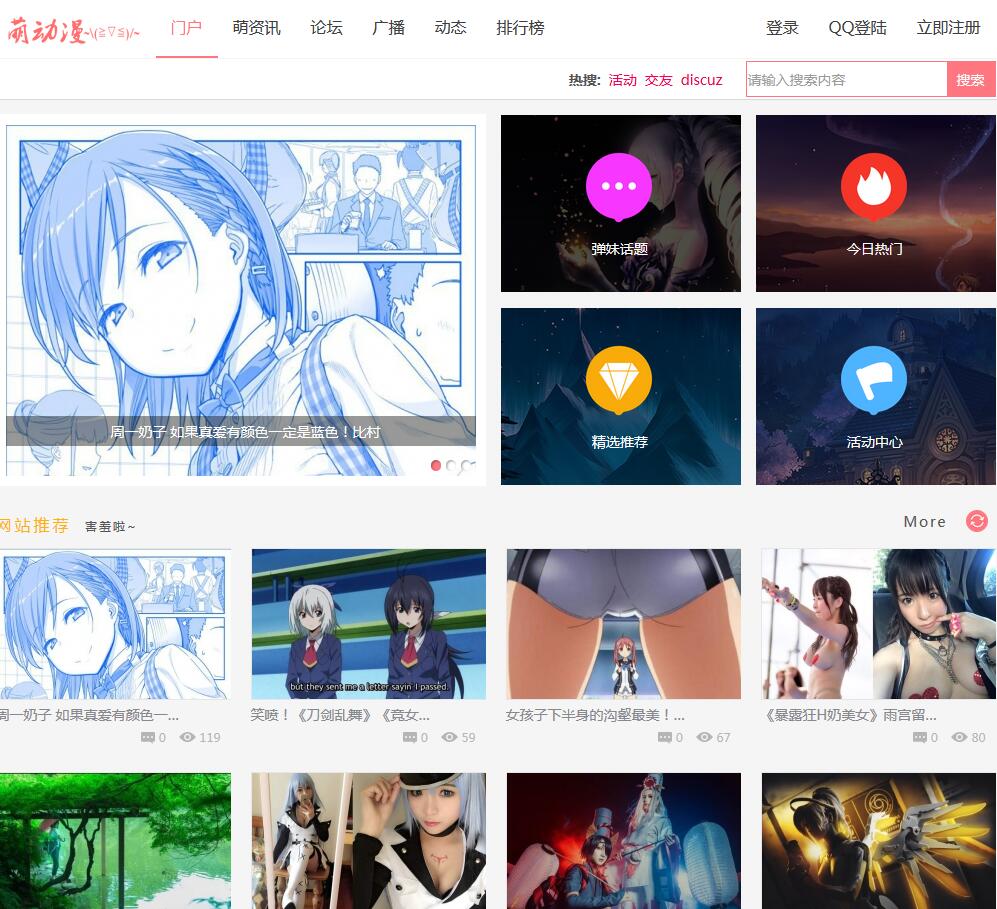 萌动漫~\(≧▽≦)/~ 门户 萌资讯 论坛 广播 动态 排行榜 登录 QQ登陆 立即注册
热搜: 活动 交友 discuz 请输入搜索内容 搜索
弹妹话题 今日热门
周一奶子 如果真爱有颜色一定是蓝色！比村
精选推荐 活动中心
网站推荐 害羞啦~ More
but they sent me a letter sayin' I passed.
周一奶子 如果真爱有颜色一... 笑喷！《刀剑乱舞》《竞女... 女孩子下半身的沟壑最美！... 《暴露狂H奶美女》雨宫留...
0 119 0 59 0 67 0 80